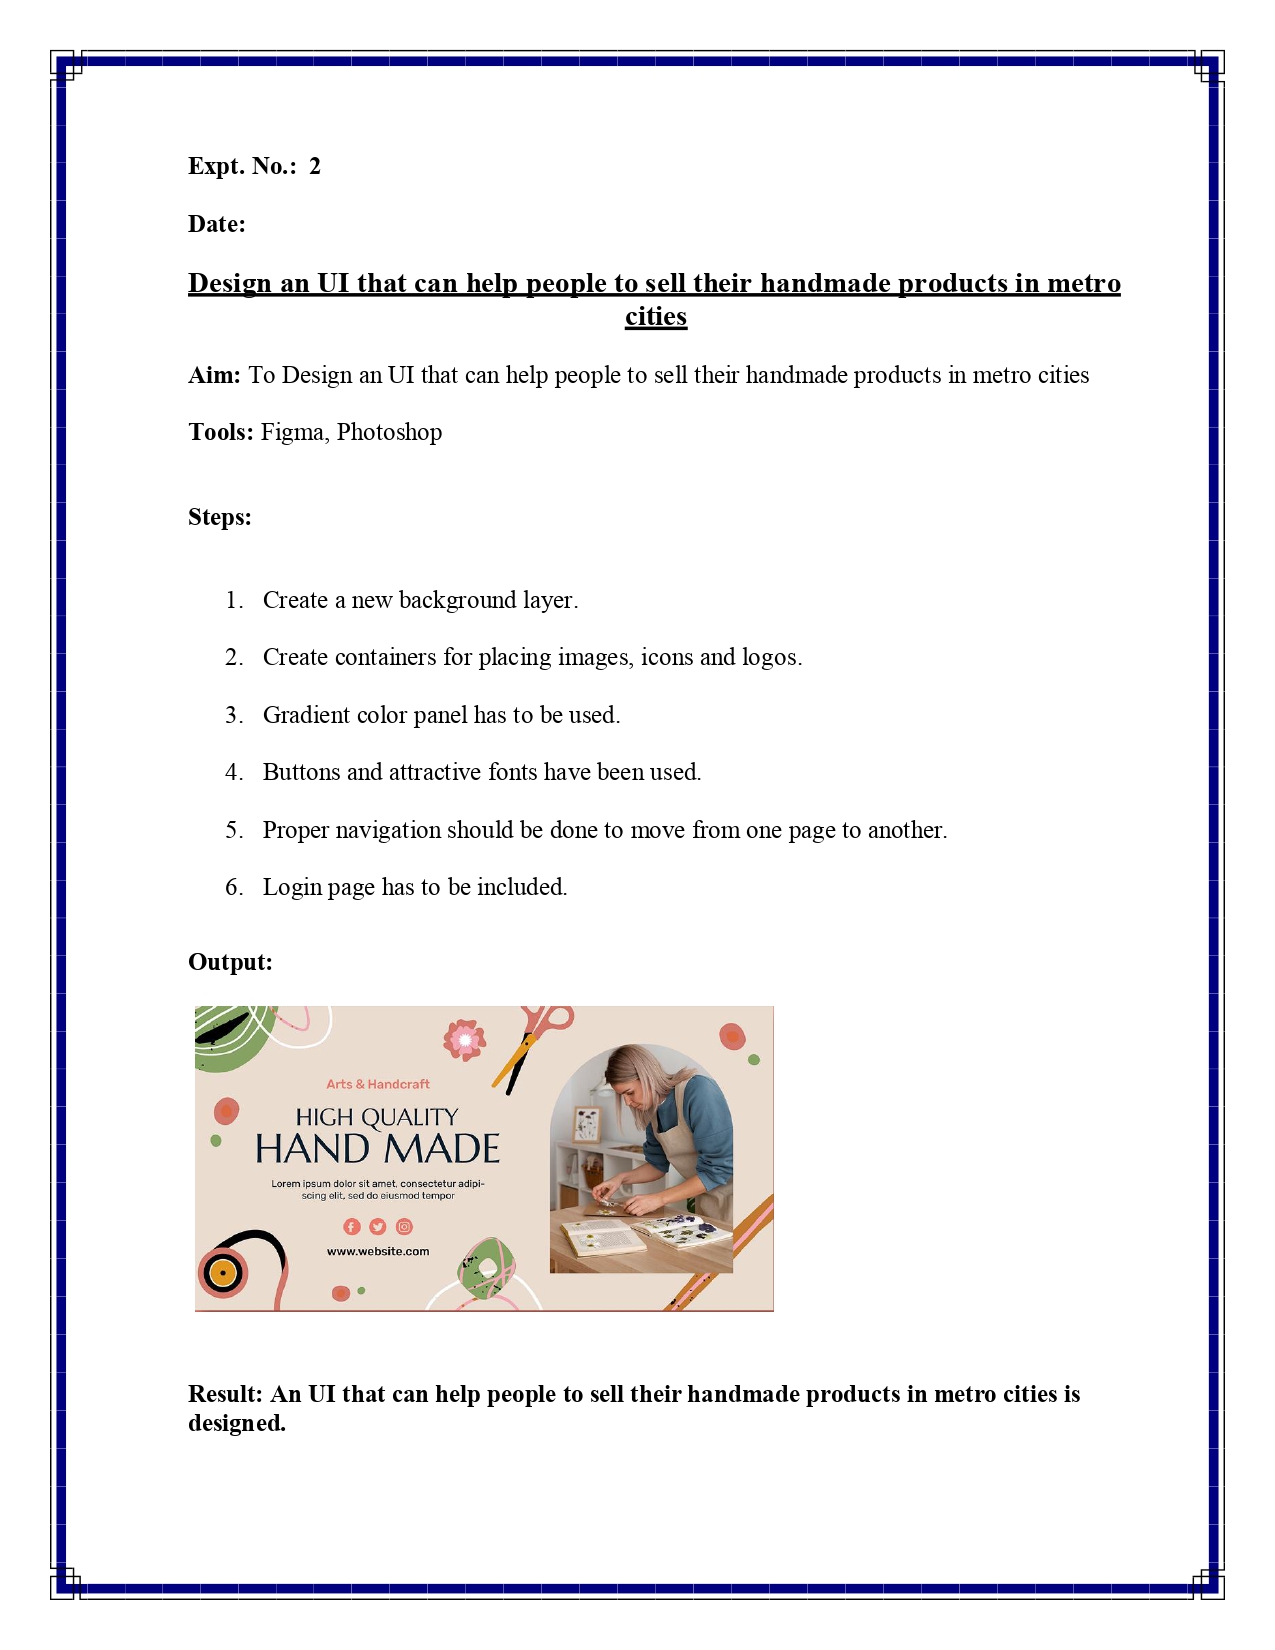 Expt. No.: 2
Date:
Design an UI that can help people to sell their handmade products in metro
cities
Aim: To Design an UI that can help people to sell their handmade products in metro cities
Tools: Figma, Photoshop
Steps:
1. Create a new background layer.
2. Create containers for placing images, icons and logos.
3. Gradient color panel has to be used.
4. Buttons and attractive fonts have been used.
5. Proper navigation should be done to move from one page to another.
6. Login page has to be included.
Output:
Arts & Handcraft
HIGH QUALITY
HAND MADE
Lorem ipsum dolor sit amet, consectetur adipi-
scing elit, sed do eiusmod tempor
www.website.com
Result: An UI that can help people to sell their handmade products in metro cities is
designed.